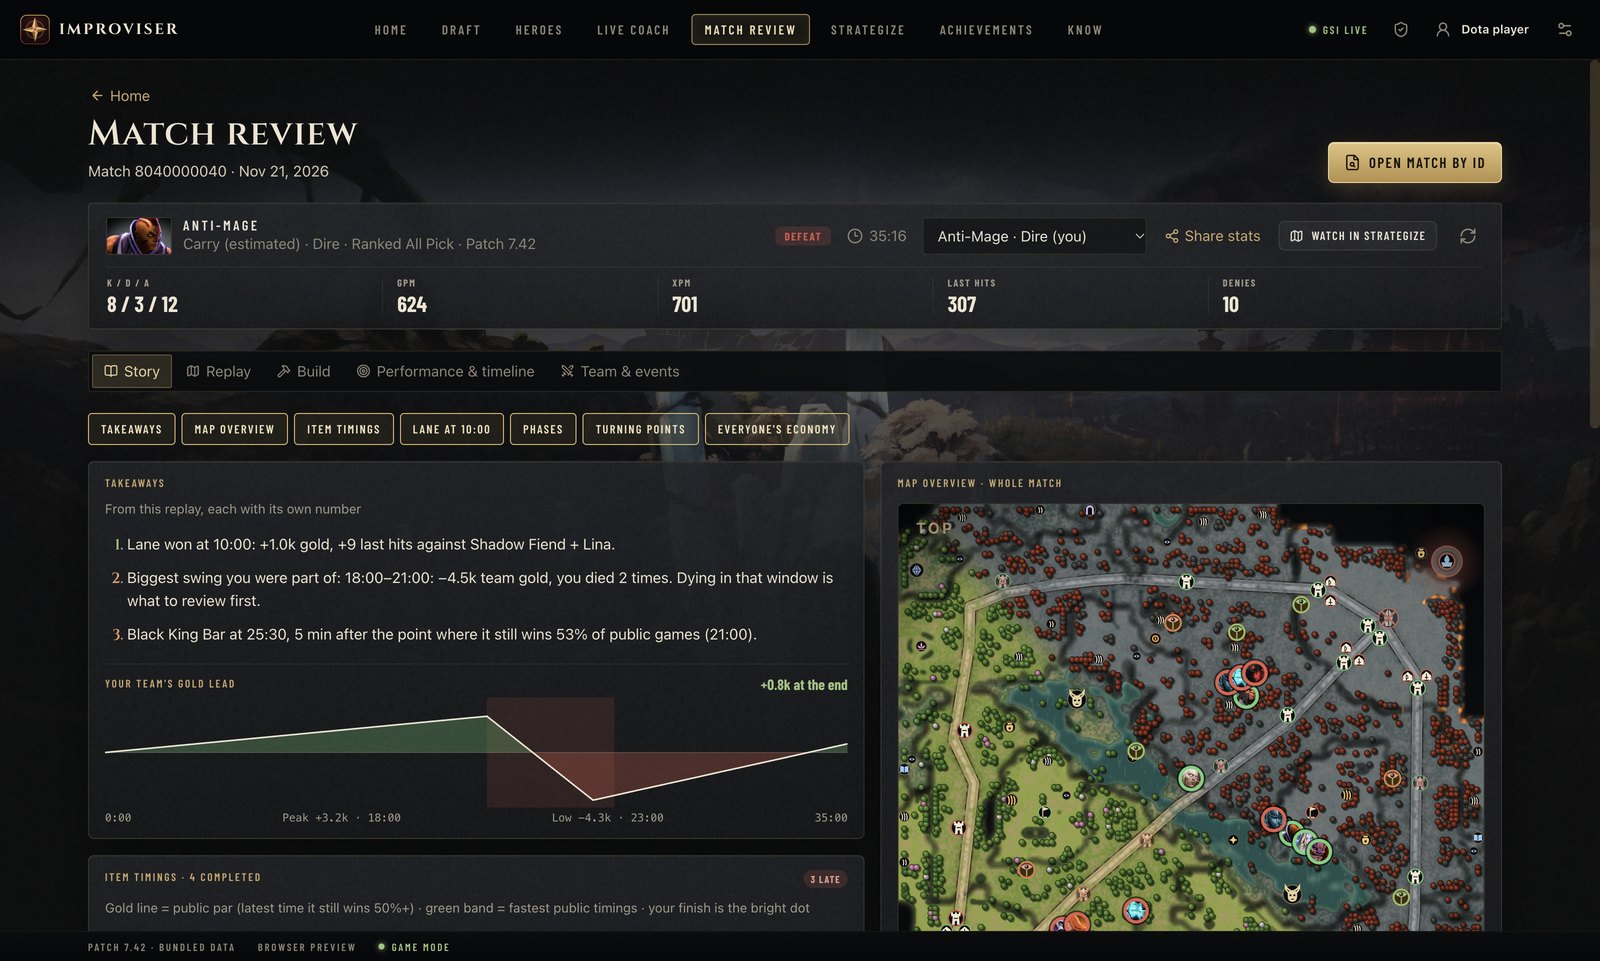 IMPROVISER
HOME
DRAFT
HEROES
LIVE COACH
MATCH REVIEW
STRATEGIZE
ACHIEVEMENTS
KNOW
GSI LIVE
Dota player
← Home
MATCH REVIEW
Match 8040000040 · Nov 21, 2026
OPEN MATCH BY ID
ANTI-MAGE
Carry (estimated) · Dire · Ranked All Pick · Patch 7.42
DEFEAT
35:16
Anti-Mage · Dire (you)
Share stats
WATCH IN STRATEGIZE
K / D / A
8 / 3 / 12
GPM
624
XPM
701
LAST HITS
307
DENIES
10
Story
Replay
Build
Performance & timeline
Team & events
TAKEAWAYS
MAP OVERVIEW
ITEM TIMINGS
LANE AT 10:00
PHASES
TURNING POINTS
EVERYONE'S ECONOMY
TAKEAWAYS
From this replay, each with its own number
1. Lane won at 10:00: +1.0k gold, +9 last hits against Shadow Fiend + Lina.
2. Biggest swing you were part of: 18:00–21:00: −4.5k team gold, you died 2 times. Dying in that window is
what to review first.
3. Black King Bar at 25:30, 5 min after the point where it still wins 53% of public games (21:00).
YOUR TEAM'S GOLD LEAD
+0.8k at the end
0:00
Peak +3.2k · 18:00
Low −4.3k · 23:00
35:00
ITEM TIMINGS · 4 COMPLETED
3 LATE
Gold line = public par (latest time it still wins 50%+) · green band = fastest public timings · your finish is the bright dot
MAP OVERVIEW · WHOLE MATCH
TOP
PATCH 7.42 · BUNDLED DATA
BROWSER PREVIEW
GAME MODE